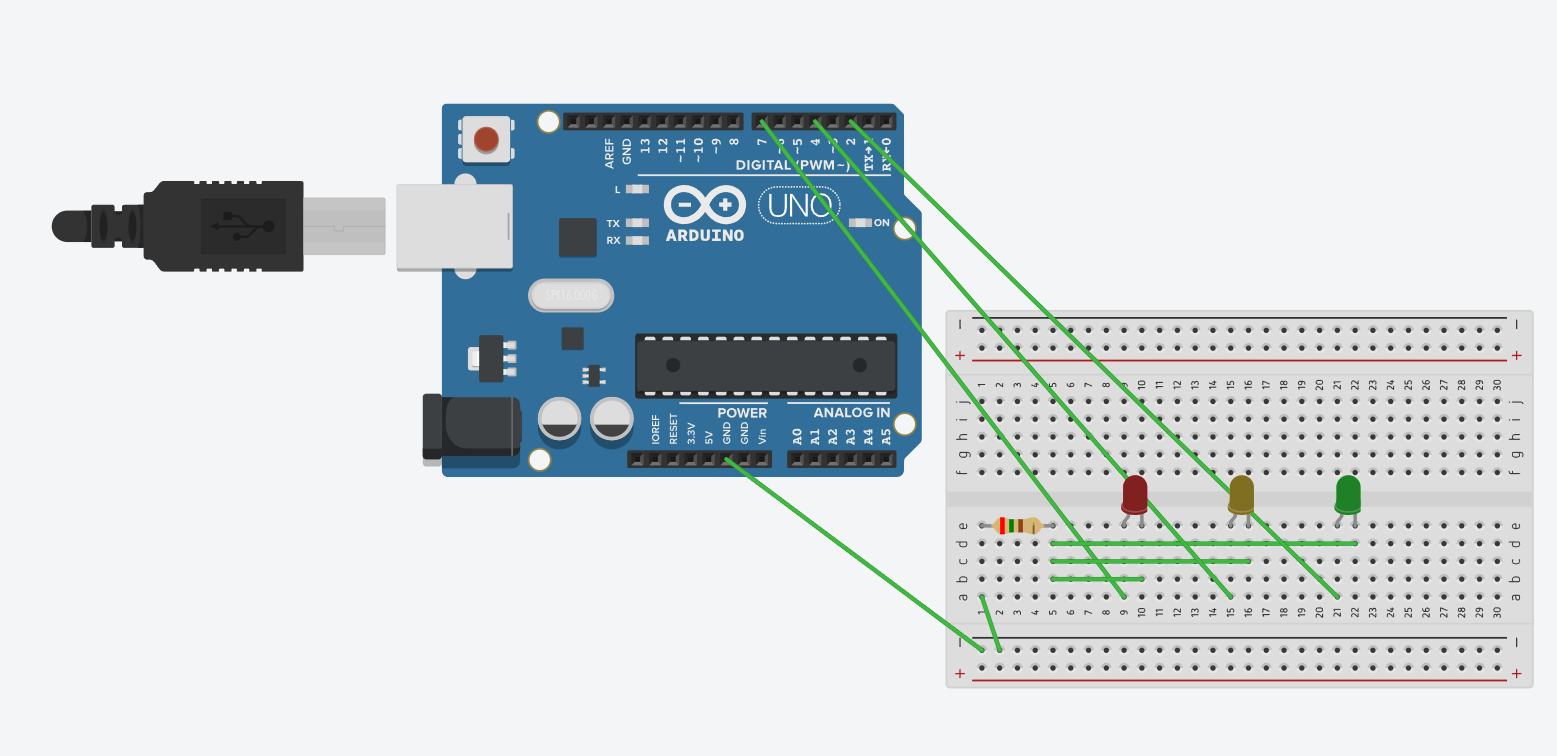 AREF
GND
13
12
~11
~10
~9
8
7
~5
4
2
TX→1
RX←0
DIGITAL (PWM~)
L
TX
RX
UNO
ON
ARDUINO
SPK16.000G
POWER
ANALOG IN
IOREF
RESET
3.3V
5V
GND
GND
Vin
A0
A1
A2
A3
A4
A5
− −
+ +
1 2 3 4 5 6 7 8 9 10 11 12 13 14 15 16 17 18 19 20 21 22 23 24 25 26 27 28 29 30
j j
i i
h h
g g
f f
e e
d d
c c
b b
a a
1 2 3 4 5 6 7 8 9 10 11 12 13 14 15 16 17 18 19 20 21 22 23 24 25 26 27 28 29 30
− −
+ +